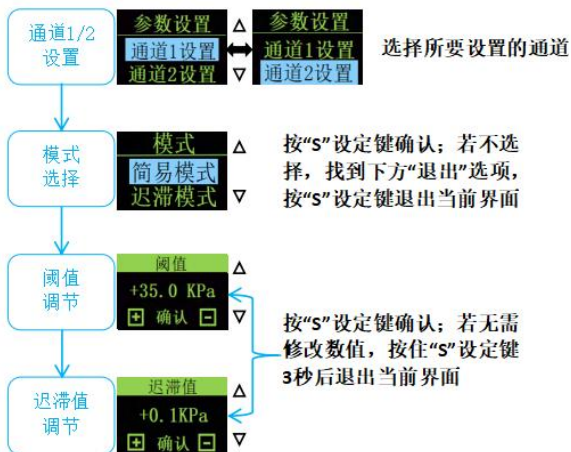 通道1/2
设置
参数设置
通道1设置
通道2设置
参数设置
通道1设置
通道2设置
选择所要设置的通道
模式
选择
模式
简易模式
迟滞模式
按“S”设定键确认；若不选
择，找到下方“退出”选项，
按“S”设定键退出当前界面
阈值
调节
阈值
+35.0 KPa
+ 确认 -
按“S”设定键确认；若无需
修改数值，按住“S”设定键
3秒后退出当前界面
迟滞值
调节
迟滞值
+0.1KPa
+ 确认 -